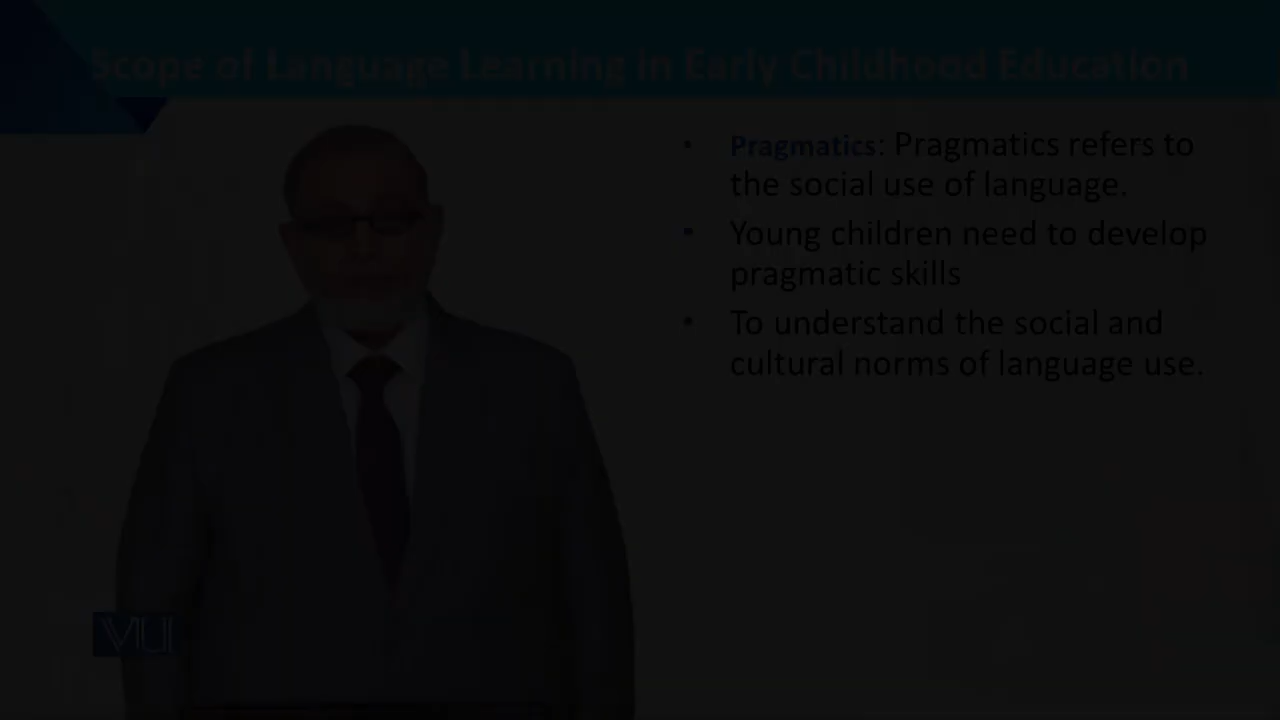 Scope of Language Learning in Early Childhood Education
• Pragmatics: Pragmatics refers to
the social use of language.
• Young children need to develop
pragmatic skills
• To understand the social and
cultural norms of language use.
VU